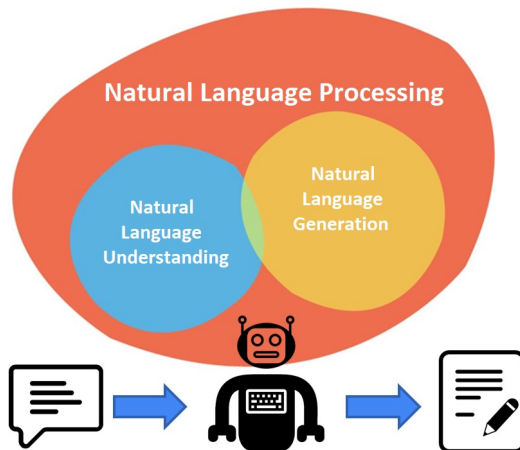 Natural Language Processing
Natural
Language
Generation
Natural
Language
Understanding